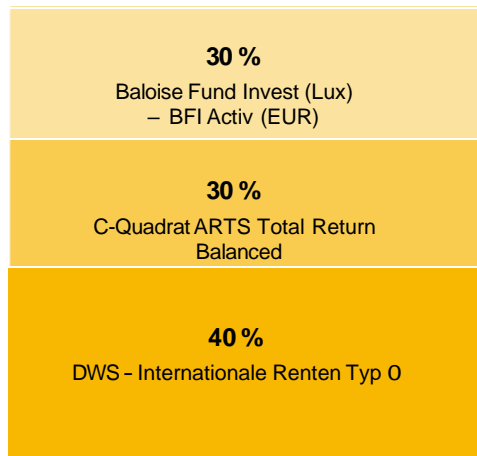 30 %
Baloise Fund Invest (Lux)
– BFI Activ (EUR)
30 %
C-Quadrat ARTS Total Return
Balanced
40 %
DWS – Internationale Renten Typ O